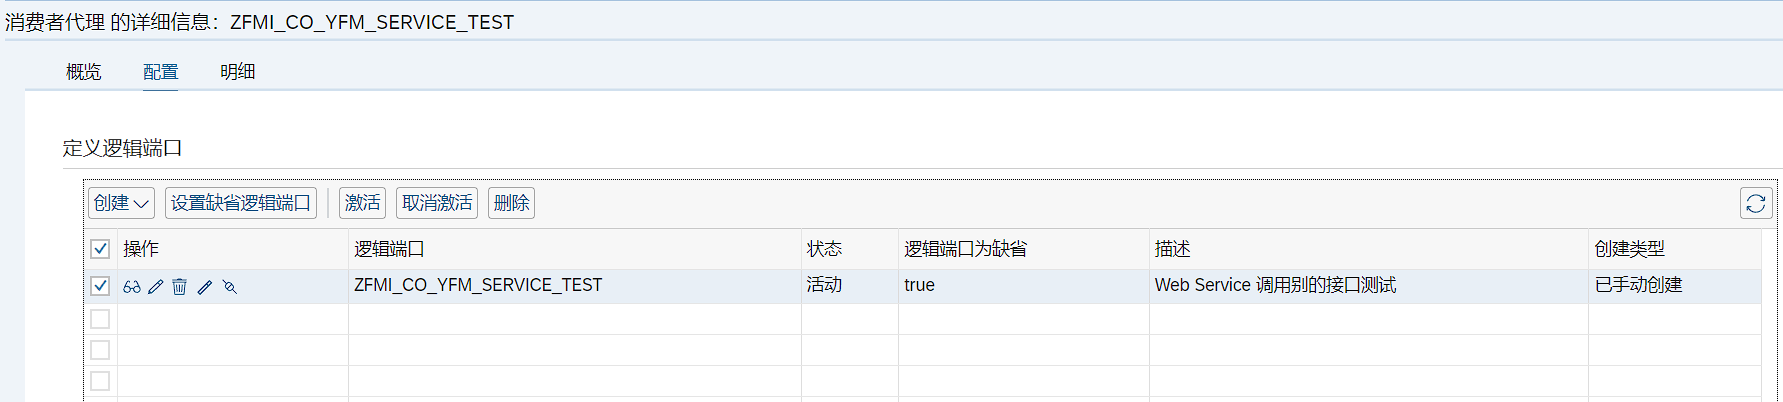 消费者代理 的详细信息: ZFMI_CO_YFM_SERVICE_TEST
概览 配置 明细
定义逻辑端口
创建 设置缺省逻辑端口 激活 取消激活 删除
操作 逻辑端口 状态 逻辑端口为缺省 描述 创建类型
ZFMI_CO_YFM_SERVICE_TEST 活动 true Web Service 调用别的接口测试 已手动创建